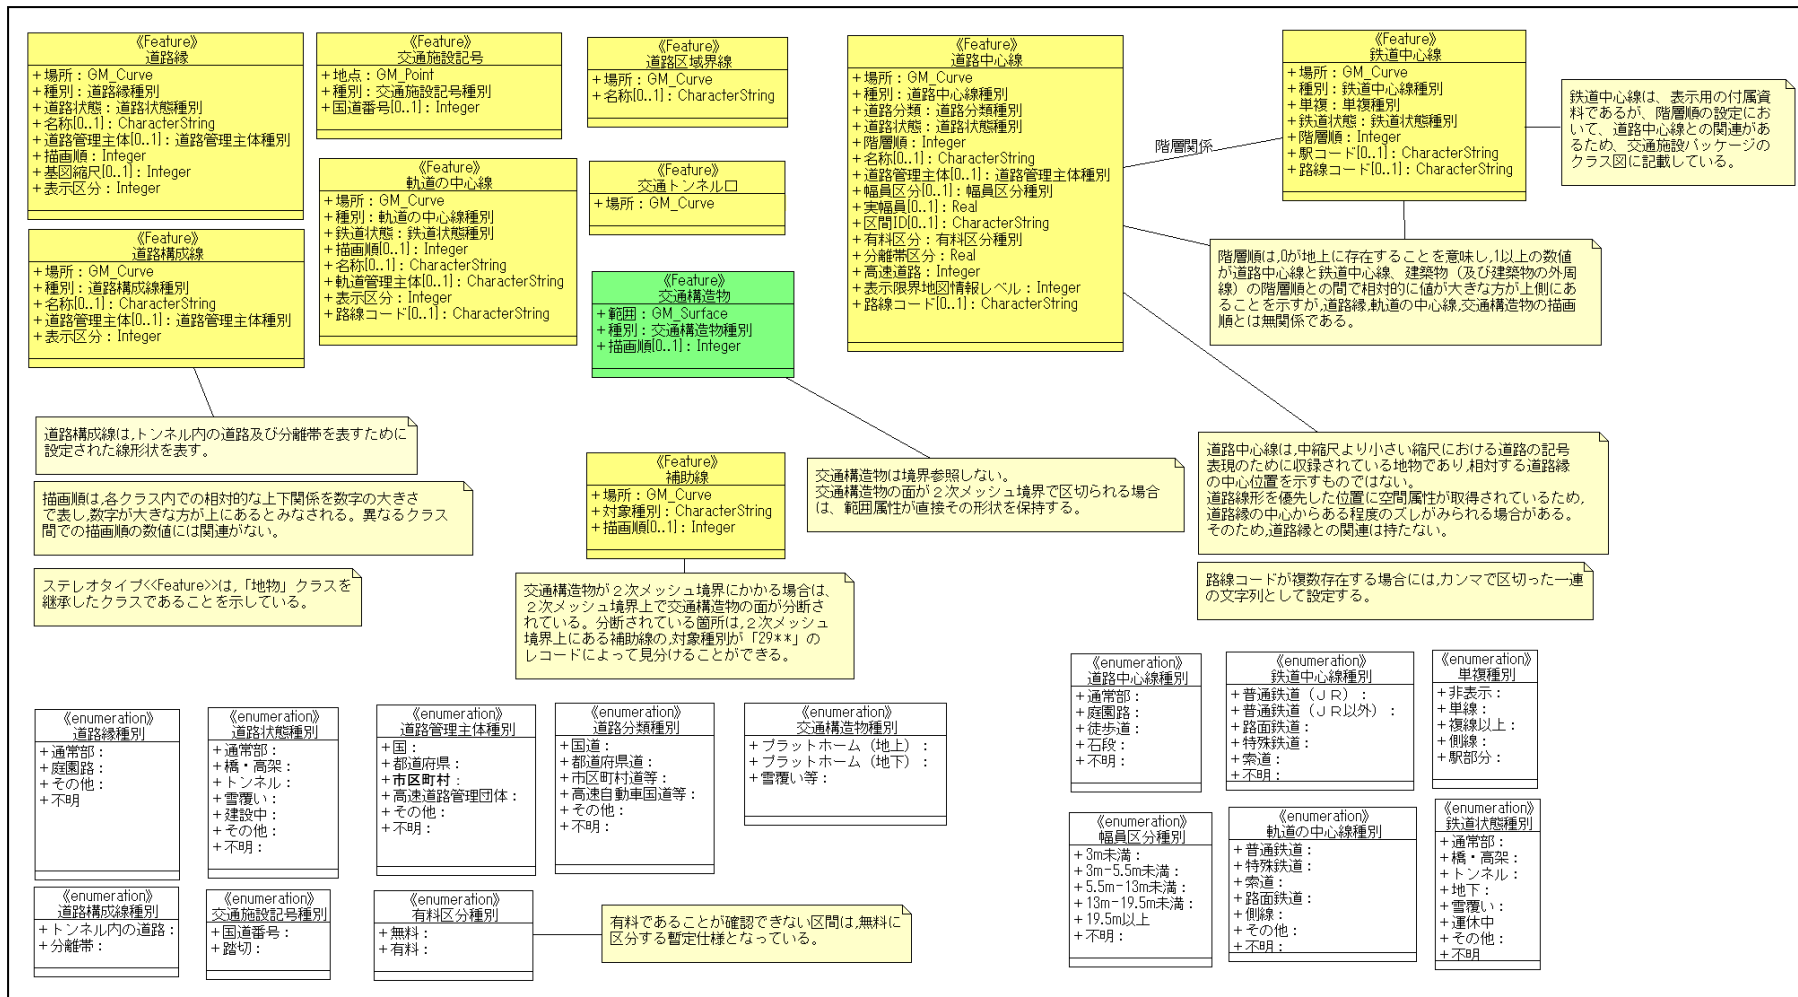 《Feature》
道路縁
+場所：GM_Curve
+種別：道路縁種別
+道路状態：道路状態種別
+名称[0..1]：CharacterString
+道路管理主体[0..1]：道路管理主体種別
+描画順：Integer
+基図縮尺[0..1]：Integer
+表示区分：Integer
《Feature》
交通施設記号
+地点：GM_Point
+種別：交通施設記号種別
+国道番号[0..1]：Integer
《Feature》
道路区域界線
+場所：GM_Curve
+名称[0..1]：CharacterString
《Feature》
道路中心線
+場所：GM_Curve
+種別：道路中心線種別
+道路分類：道路分類種別
+道路状態：道路状態種別
+階層順：Integer
+名称[0..1]：CharacterString
+道路管理主体[0..1]：道路管理主体種別
+幅員区分[0..1]：幅員区分種別
+実幅員[0..1]：Real
+区間ID[0..1]：CharacterString
+有料区分：有料区分種別
+分離帯区分：Real
+高速道路：Integer
+表示限界地図情報レベル：Integer
+路線コード[0..1]：CharacterString
階層関係
《Feature》
鉄道中心線
+場所：GM_Curve
+種別：鉄道中心線種別
+単複：単複種別
+鉄道状態：鉄道状態種別
+階層順：Integer
+駅コード[0..1]：CharacterString
+路線コード[0..1]：CharacterString
鉄道中心線は、表示用の付属資
料であるが、階層順の設定にお
いて、道路中心線との関連があ
るため、交通施設パッケージの
クラス図に記載している。
《Feature》
道路構成線
+場所：GM_Curve
+種別：道路構成線種別
+名称[0..1]：CharacterString
+道路管理主体[0..1]：道路管理主体種別
+表示区分：Integer
《Feature》
軌道の中心線
+場所：GM_Curve
+種別：軌道の中心線種別
+鉄道状態：鉄道状態種別
+描画順[0..1]：Integer
+名称[0..1]：CharacterString
+軌道管理主体[0..1]：CharacterString
+表示区分：Integer
+路線コード[0..1]：CharacterString
《Feature》
交通トンネル口
+場所：GM_Curve
《Feature》
交通構造物
+範囲：GM_Surface
+種別：交通構造物種別
+描画順[0..1]：Integer
階層順は,0が地上に存在することを意味し,1以上の数値
が道路中心線と鉄道中心線、建築物（及び建築物の外周
線）の階層順との間で相対的に値が大きな方が上側にあ
ることを示すが,道路縁,軌道の中心線,交通構造物の描画
順とは無関係である。
道路構成線は,トンネル内の道路及び分離帯を表すために
設定された線形状を表す。
描画順は,各クラス内での相対的な上下関係を数字の大きさ
で表し,数字が大きな方が上にあるとみなされる。異なるクラス
間での描画順の数値には関連がない。
ステレオタイプ<<Feature>>は,「地物」クラスを
継承したクラスであることを示している。
《Feature》
補助線
+場所：GM_Curve
+対象種別：CharacterString
+描画順[0..1]：Integer
交通構造物は境界参照しない。
交通構造物の面が２次メッシュ境界で区切られる場合
は、範囲属性が直接その形状を保持する。
道路中心線は,中縮尺より小さい縮尺における道路の記号
表現のために収録されている地物であり,相対する道路縁
の中心位置を示すものではない。
道路線形を優先した位置に空間属性が取得されているため,
道路縁の中心からある程度のズレがみられる場合がある。
そのため,道路縁との関連は持たない。
交通構造物が２次メッシュ境界にかかる場合は、
２次メッシュ境界上で交通構造物の面が分断さ
れている。分断されている箇所は,２次メッシュ
境界上にある補助線の,対象種別が「29**」の
レコードによって見分けることができる。
路線コードが複数存在する場合には,カンマで区切った一連
の文字列として設定する。
《enumeration》
道路縁種別
+通常部：
+庭園路：
+その他：
+不明
《enumeration》
道路状態種別
+通常部：
+橋・高架：
+トンネル：
+雪覆い：
+建設中：
+その他：
+不明：
《enumeration》
道路管理主体種別
+国：
+都道府県：
+市区町村：
+高速道路管理団体：
+その他：
+不明：
《enumeration》
道路分類種別
+国道：
+都道府県道：
+市区町村道等：
+高速自動車国道等：
+その他：
+不明：
《enumeration》
交通構造物種別
+プラットホーム（地上）：
+プラットホーム（地下）：
+雪覆い等：
《enumeration》
道路中心線種別
+通常部：
+庭園路：
+徒歩道：
+石段：
+不明：
《enumeration》
鉄道中心線種別
+普通鉄道（ＪＲ）：
+普通鉄道（ＪＲ以外）：
+路面鉄道：
+特殊鉄道：
+索道：
+不明：
《enumeration》
単複種別
+非表示：
+単線：
+複線以上：
+側線：
+駅部分：
《enumeration》
道路構成線種別
+トンネル内の道路：
+分離帯：
《enumeration》
交通施設記号種別
+国道番号：
+踏切：
《enumeration》
有料区分種別
+無料：
+有料：
有料であることが確認できない区間は,無料に
区分する暫定仕様となっている。
《enumeration》
幅員区分種別
+3m未満：
+3m-5.5m未満：
+5.5m-13m未満：
+13m-19.5m未満：
+19.5m以上
+不明：
《enumeration》
軌道の中心線種別
+普通鉄道：
+特殊鉄道：
+索道：
+路面鉄道：
+側線：
+その他：
+不明：
《enumeration》
鉄道状態種別
+通常部：
+橋・高架：
+トンネル：
+地下：
+雪覆い：
+運休中
+その他：
+不明